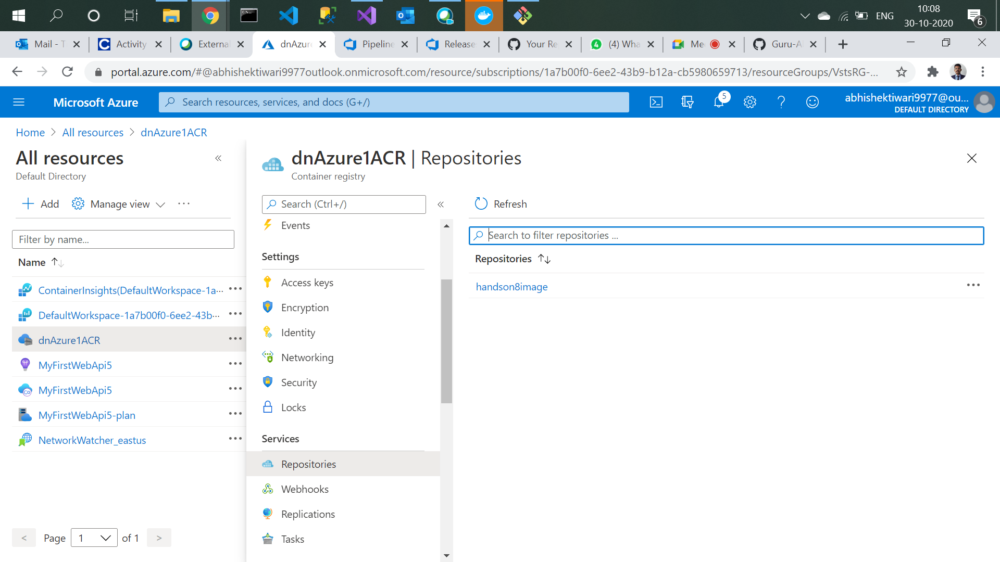 ENG
10:08
30-10-2020
6
Mail - T
Activity
External
dnAzure
Pipeline
Release
Your Re
4
(4) Wha
Me
Guru-A
portal.azure.com/#@abhishektiwari9977outlook.onmicrosoft.com/resource/subscriptions/1a7b00f0-6ee2-43b9-b12a-cb5980659713/resourceGroups/VstsRG-...
Microsoft Azure
Search resources, services, and docs (G+/)
5
abhishektiwari9977@ou...
DEFAULT DIRECTORY
Home > All resources > dnAzure1ACR
All resources
Default Directory
Add
Manage view
Filter by name...
Name
ContainerInsights(DefaultWorkspace-1a...
DefaultWorkspace-1a7b00f0-6ee2-43b...
dnAzure1ACR
MyFirstWebApi5
MyFirstWebApi5
MyFirstWebApi5-plan
NetworkWatcher_eastus
< Page 1 of 1 >
dnAzure1ACR | Repositories
Container registry
Search (Ctrl+/)
Events
Settings
Access keys
Encryption
Identity
Networking
Security
Locks
Services
Repositories
Webhooks
Replications
Tasks
Refresh
Search to filter repositories ...
Repositories
handson8image